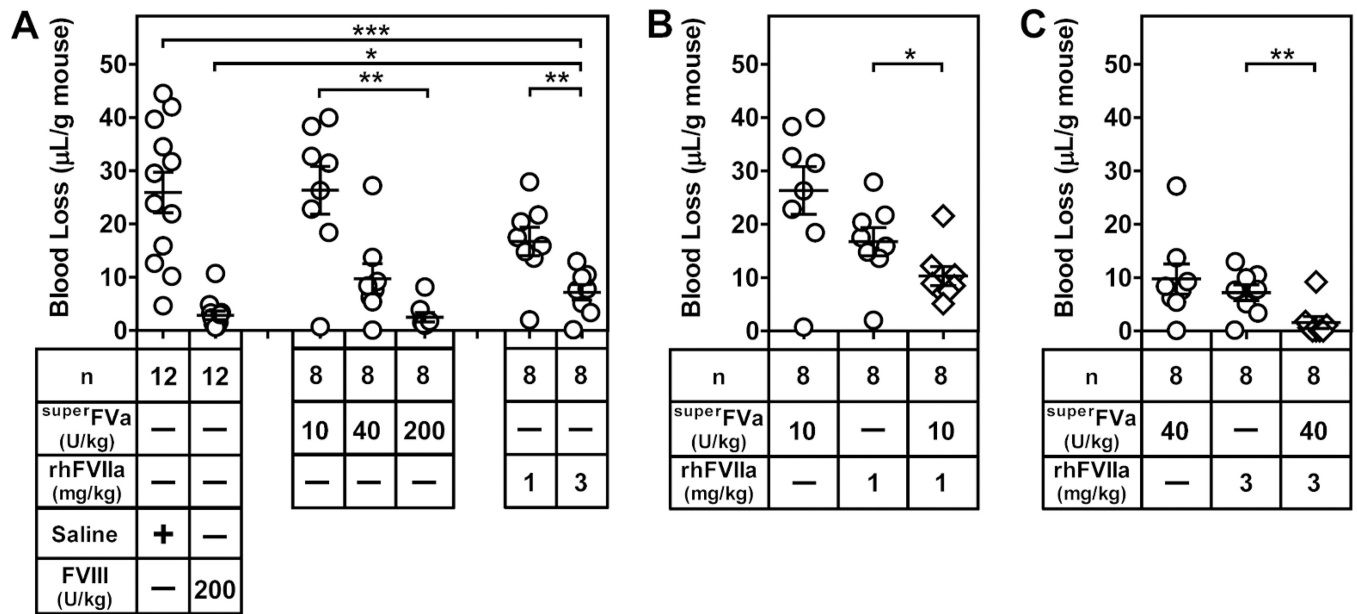 A
Blood Loss (µL/g mouse)
50
40
30
20
10
0
***
*
**
**
n 12 12 8 8 8 8 8
superFVa (U/kg) — — 10 40 200 — —
rhFVIIa (mg/kg) — — — — — 1 3
Saline + —
FVIII (U/kg) — 200
B
Blood Loss (µL/g mouse)
50
40
30
20
10
0
*
n 8 8 8
superFVa (U/kg) 10 — 10
rhFVIIa (mg/kg) — 1 1
C
Blood Loss (µL/g mouse)
50
40
30
20
10
0
**
n 8 8 8
superFVa (U/kg) 40 — 40
rhFVIIa (mg/kg) — 3 3